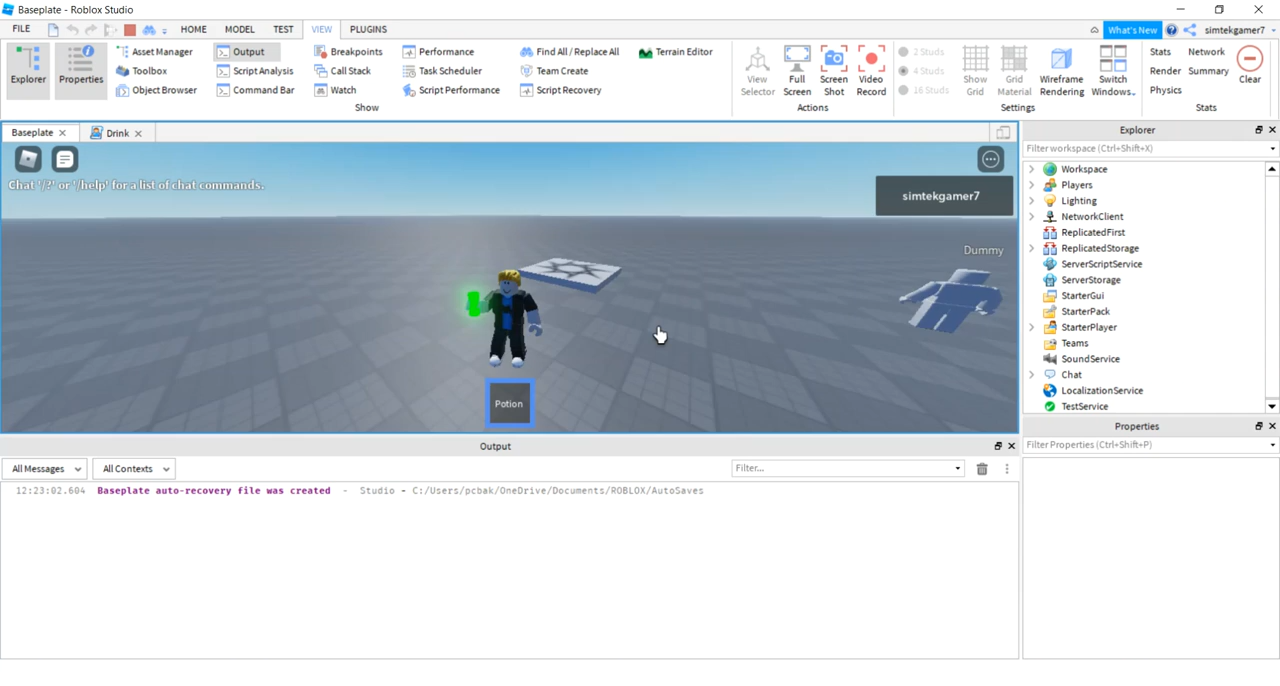 Baseplate - Roblox Studio
FILE HOME MODEL TEST VIEW PLUGINS What's New simtekgamer7
Explorer
Properties
Asset Manager
Toolbox
Object Browser
Output
Script Analysis
Command Bar
Breakpoints
Call Stack
Watch
Performance
Task Scheduler
Script Performance
Find All / Replace All
Team Create
Script Recovery
Terrain Editor
Show
View
Selector
Full
Screen
Screen
Shot
Video
Record
Actions
2 Studs
4 Studs
16 Studs
Show
Grid
Grid
Material
Wireframe
Rendering
Switch
Windows
Settings
Stats
Render
Physics
Network
Summary
Clear
Stats
Baseplate Drink
Chat '/?' or '/help' for a list of chat commands.
simtekgamer7
Dummy
Potion
Output
All Messages All Contexts Filter...
12:23:02.604 Baseplate auto-recovery file was created - Studio - C:/Users/pcbak/OneDrive/Documents/ROBLOX/AutoSaves
Explorer
Filter workspace (Ctrl+Shift+X)
Workspace
Players
Lighting
NetworkClient
ReplicatedFirst
ReplicatedStorage
ServerScriptService
ServerStorage
StarterGui
StarterPack
StarterPlayer
Teams
SoundService
Chat
LocalizationService
TestService
Properties
Filter Properties (Ctrl+Shift+P)